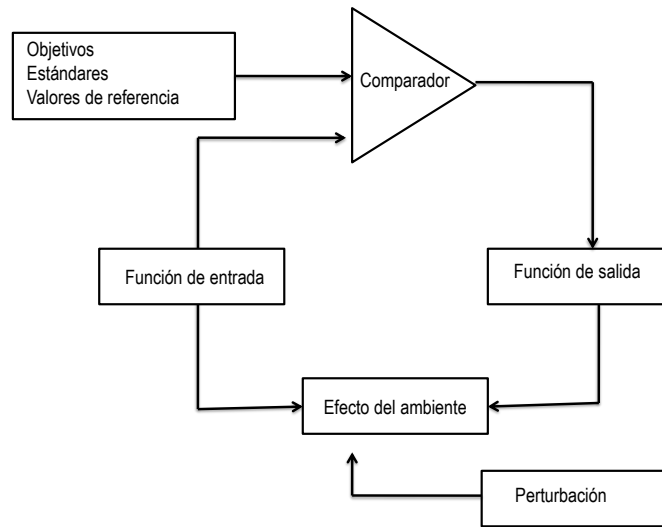 Objetivos
Estándares
Valores de referencia
Comparador
Función de entrada
Función de salida
Efecto del ambiente
Perturbación